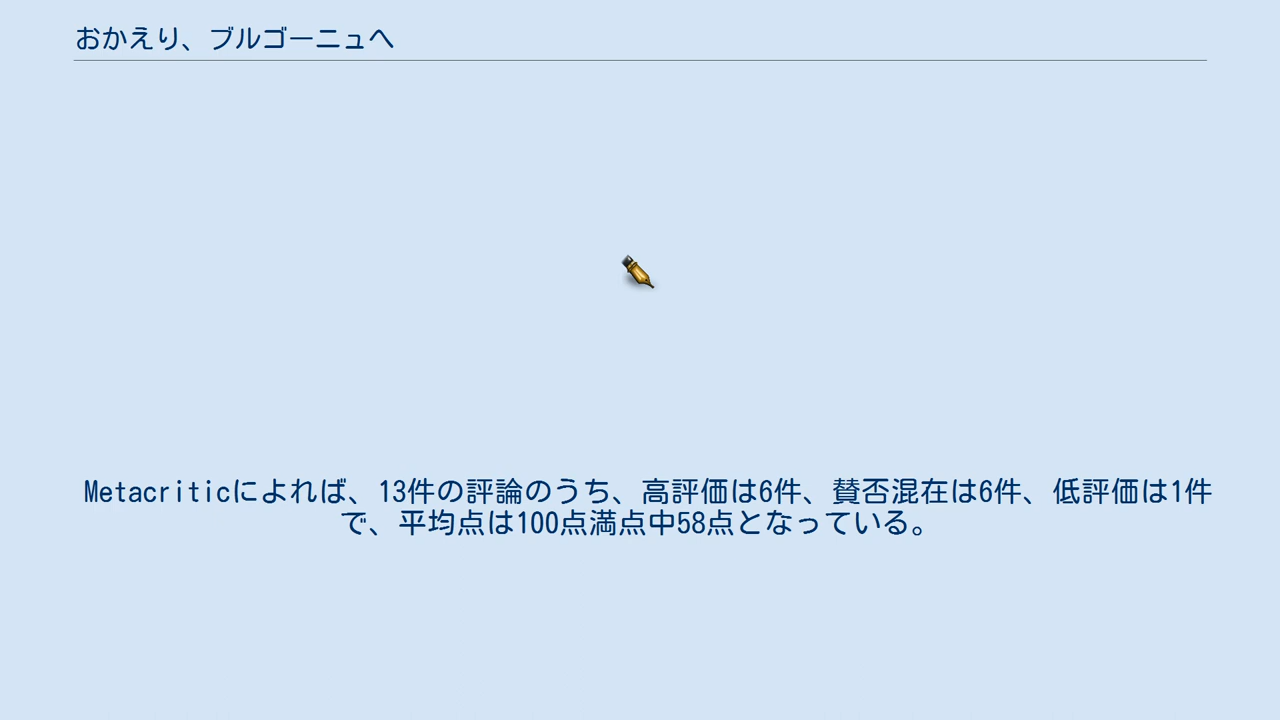 おかえり、ブルゴーニュへ
Metacriticによれば、13件の評論のうち、高評価は6件、賛否混在は6件、低評価は1件
で、平均点は100点満点中58点となっている。